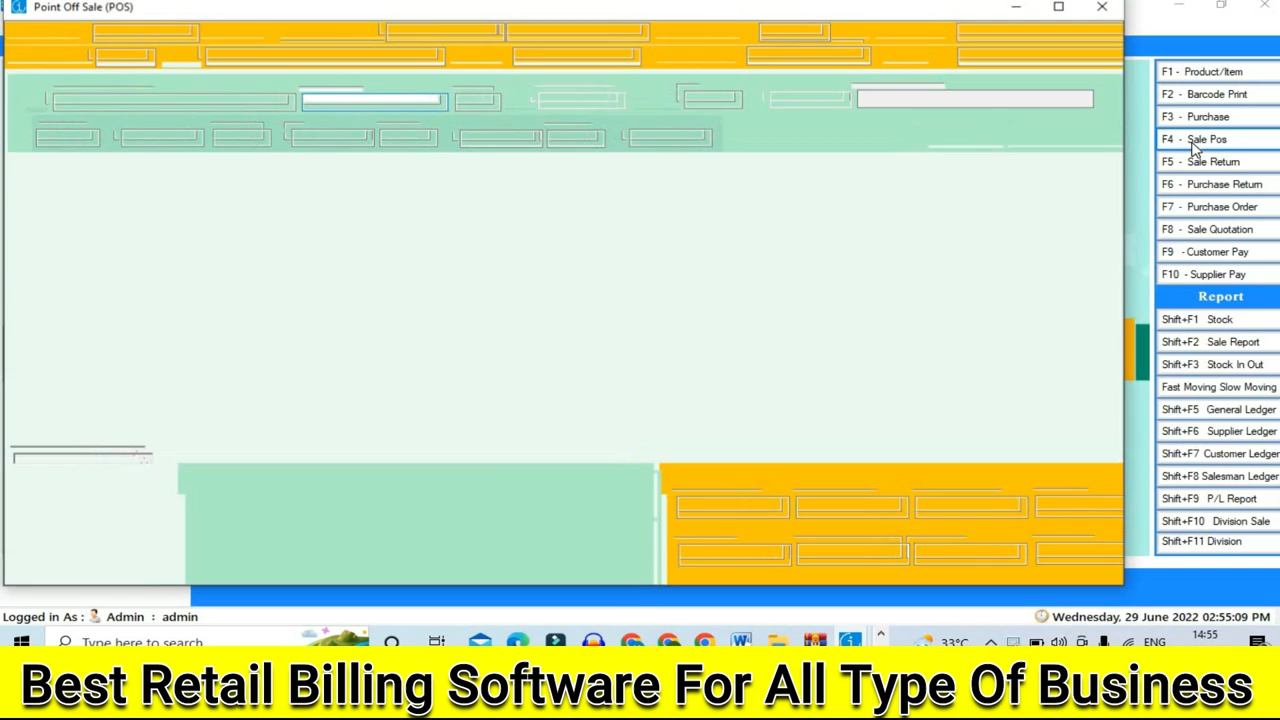 Point Off Sale (POS)
F1 - Product/Item
F2 - Barcode Print
F3 - Purchase
F4 - Sale Pos
F5 - Sale Return
F6 - Purchase Return
F7 - Purchase Order
F8 - Sale Quotation
F9 - Customer Pay
F10 - Supplier Pay
Report
Shift+F1 Stock
Shift+F2 Sale Report
Shift+F3 Stock In Out
Fast Moving Slow Moving
Shift+F5 General Ledger
Shift+F6 Supplier Ledger
Shift+F7 Customer Ledger
Shift+F8 Salesman Ledger
Shift+F9 P/L Report
Shift+F10 Division Sale
Shift+F11 Division
Logged in As : Admin : admin
Wednesday, 29 June 2022 02:55:09 PM
Type here to search
33°C
ENG
14:55
Best Retail Billing Software For All Type Of Business